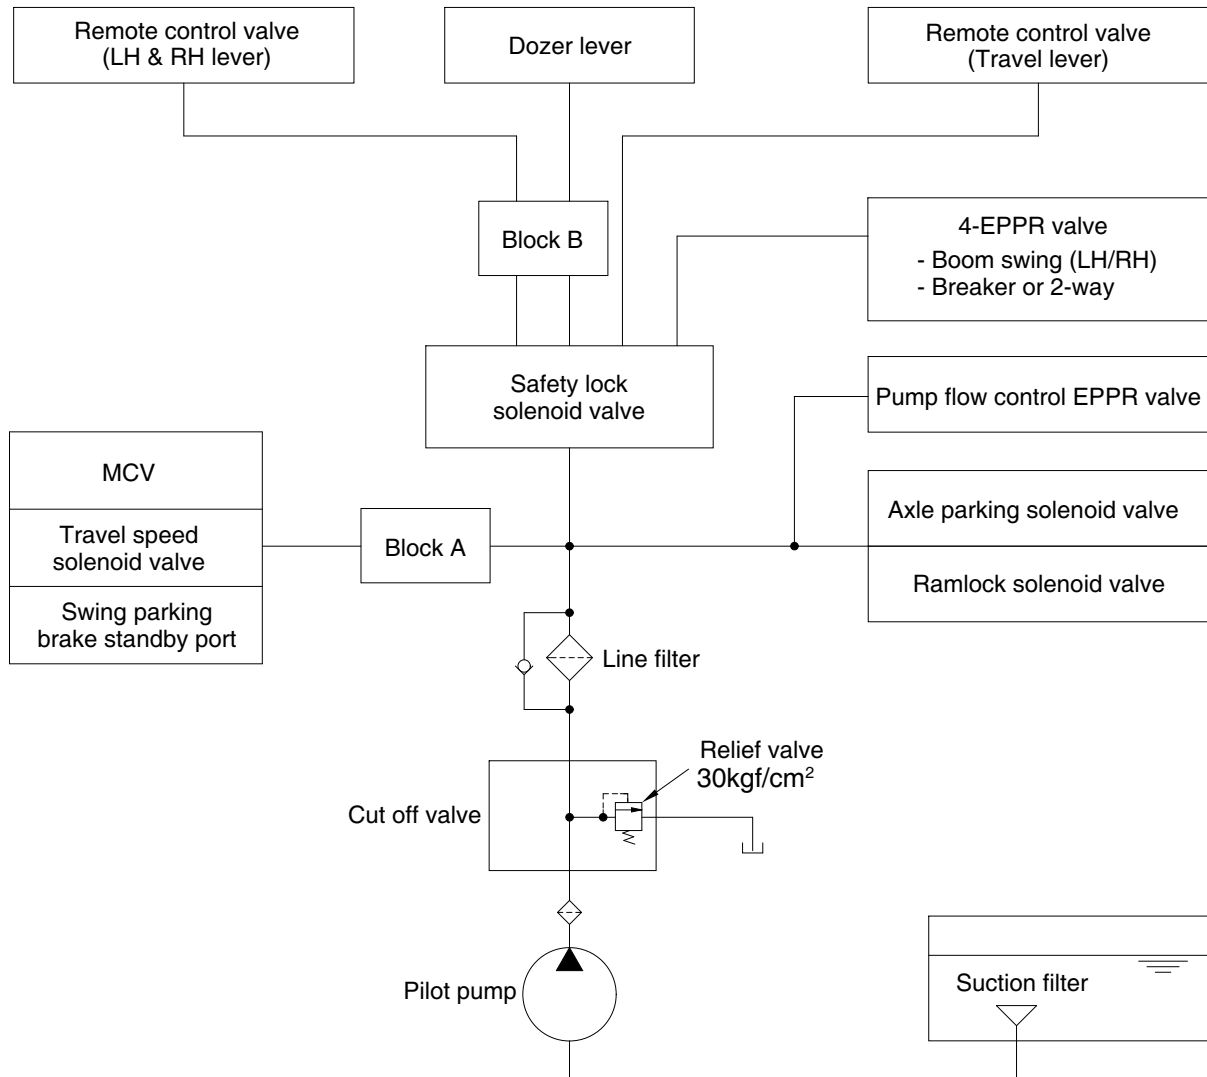 Remote control valve
(LH & RH lever)
Dozer lever
Remote control valve
(Travel lever)
Block B
4-EPPR valve
- Boom swing (LH/RH)
- Breaker or 2-way
Safety lock
solenoid valve
Pump flow control EPPR valve
MCV
Travel speed
solenoid valve
Swing parking
brake standby port
Block A
Axle parking solenoid valve
Ramlock solenoid valve
Line filter
Relief valve
30kgf/cm²
Cut off valve
Pilot pump
Suction filter